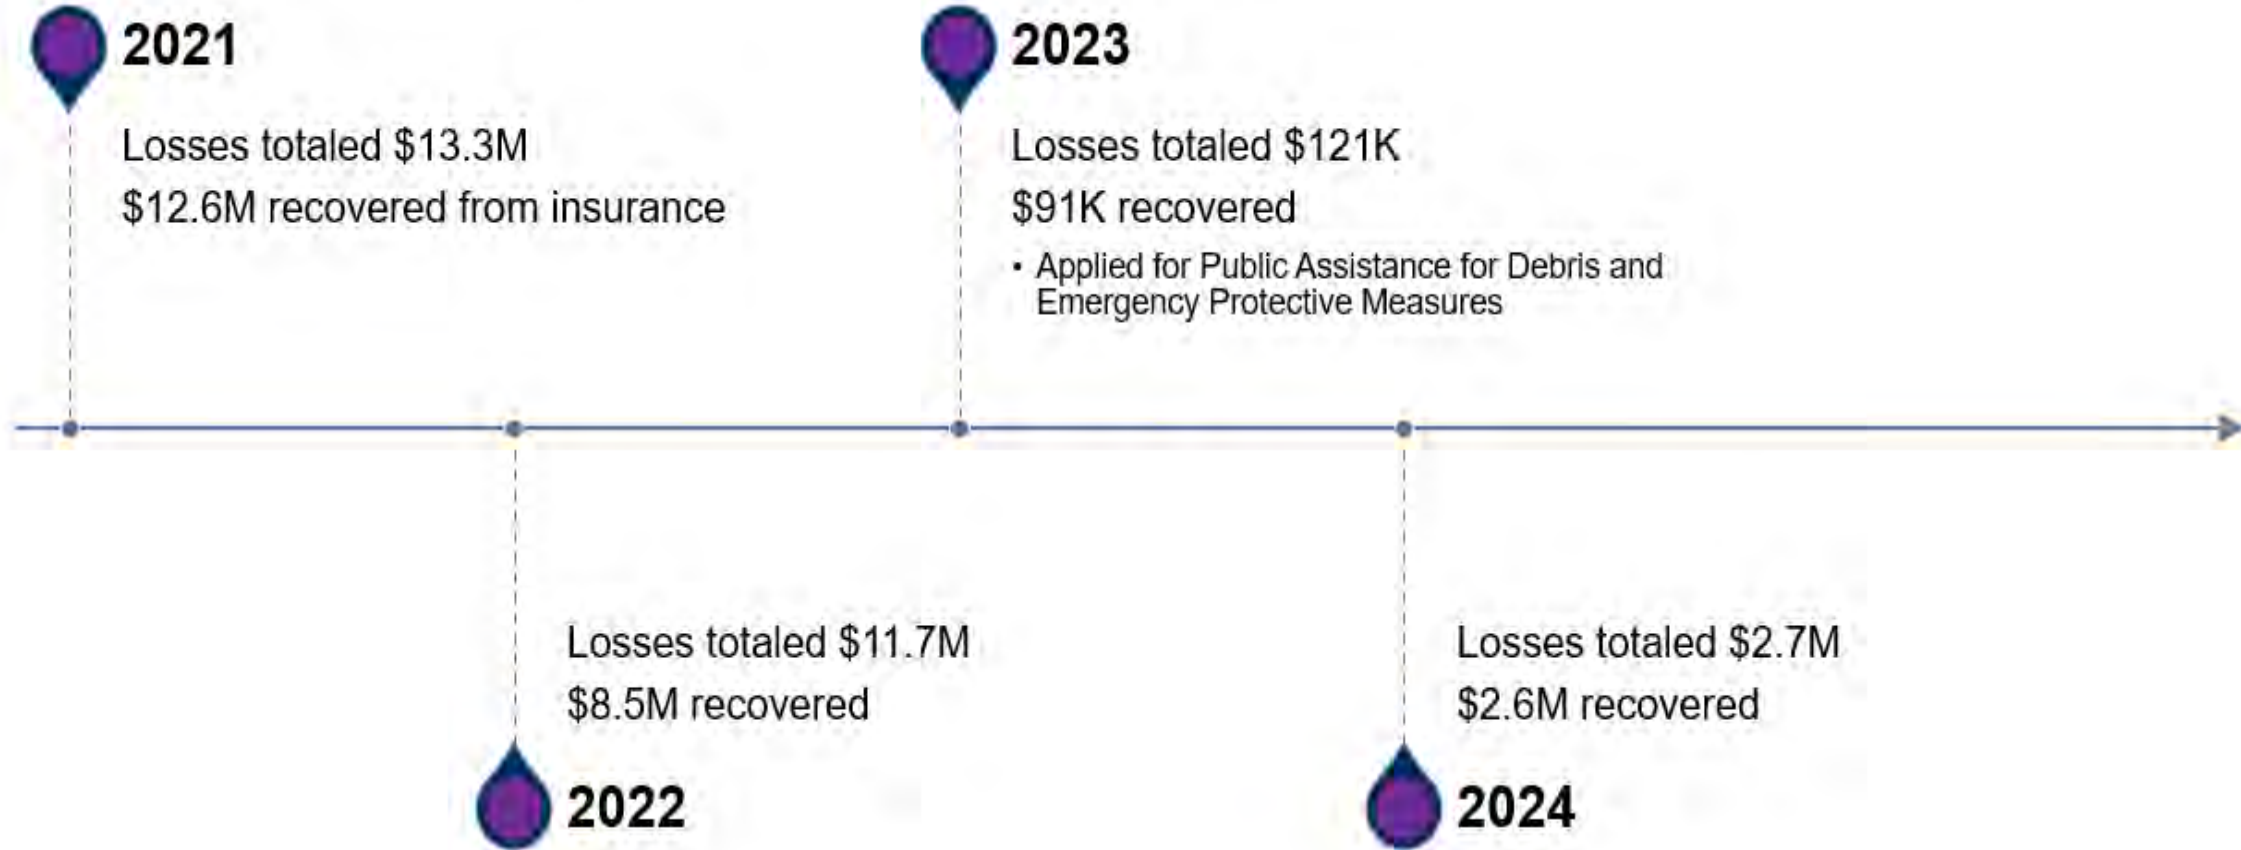 2021
Losses totaled $13.3M
$12.6M recovered from insurance
2023
Losses totaled $121K
$91K recovered
• Applied for Public Assistance for Debris and
Emergency Protective Measures
Losses totaled $11.7M
$8.5M recovered
2022
Losses totaled $2.7M
$2.6M recovered
2024